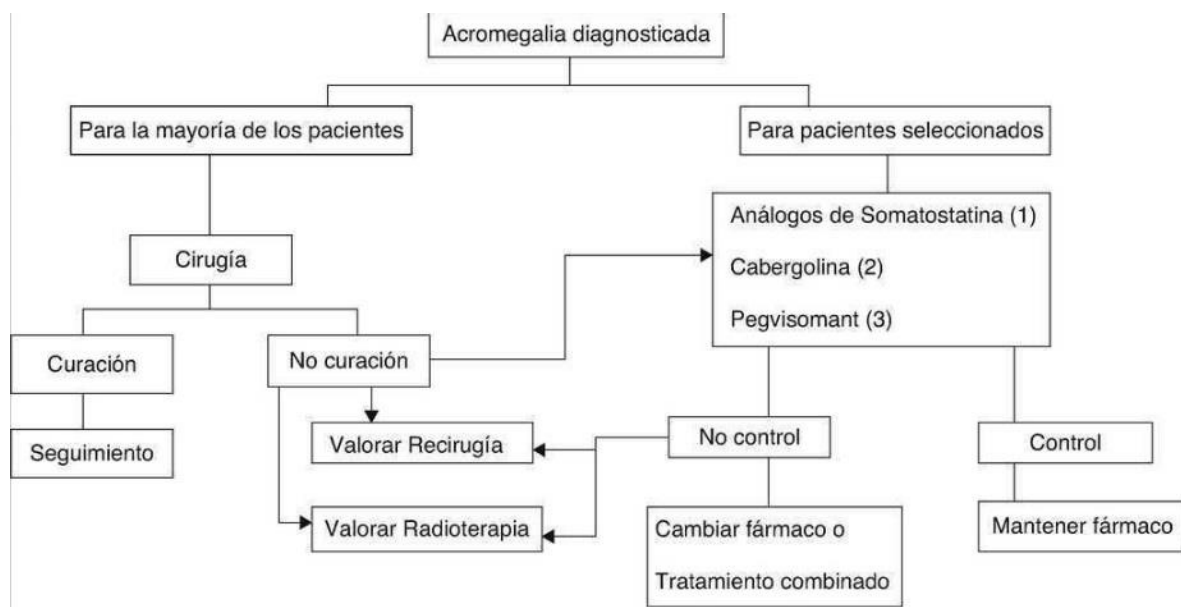 Acromegalia diagnosticada
Para la mayoría de los pacientes
Para pacientes seleccionados
Análogos de Somatostatina (1)
Cabergolina (2)
Pegvisomant (3)
Cirugía
Curación
No curación
Seguimiento
Valorar Recirugía
No control
Control
Valorar Radioterapia
Cambiar fármaco o
Tratamiento combinado
Mantener fármaco